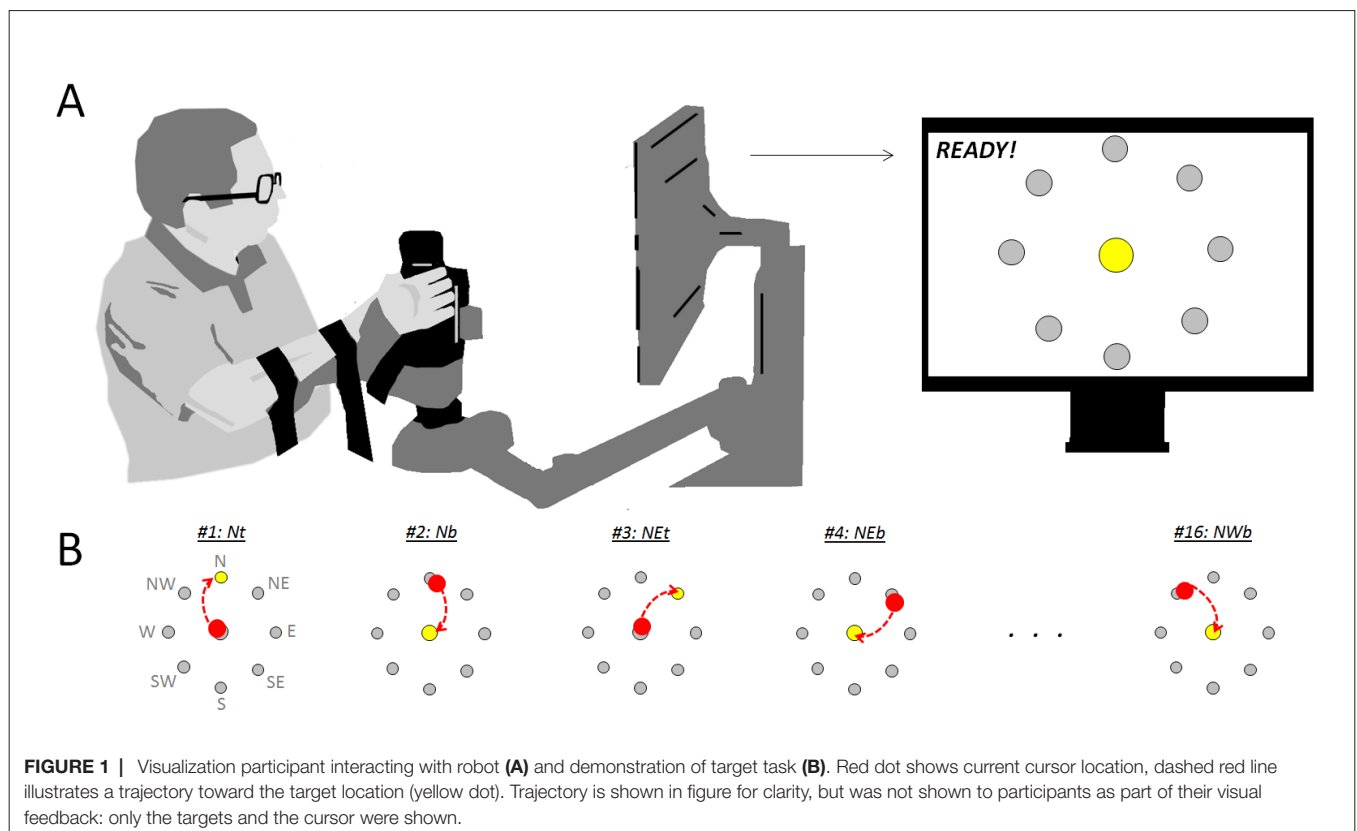 A
READY!
B
#1: Nt
#2: Nb
#3: NEt
#4: NEb
#16: NWb
N
NW
NE
W
E
SW
SE
S
. . .
FIGURE 1 | Visualization participant interacting with robot (A) and demonstration of target task (B). Red dot shows current cursor location, dashed red line
illustrates a trajectory toward the target location (yellow dot). Trajectory is shown in figure for clarity, but was not shown to participants as part of their visual
feedback: only the targets and the cursor were shown.